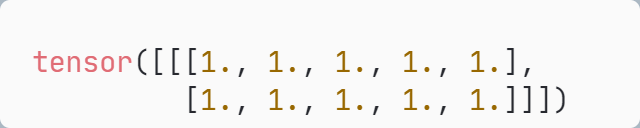 tensor([[[1., 1., 1., 1., 1.],
         [1., 1., 1., 1., 1.]]])